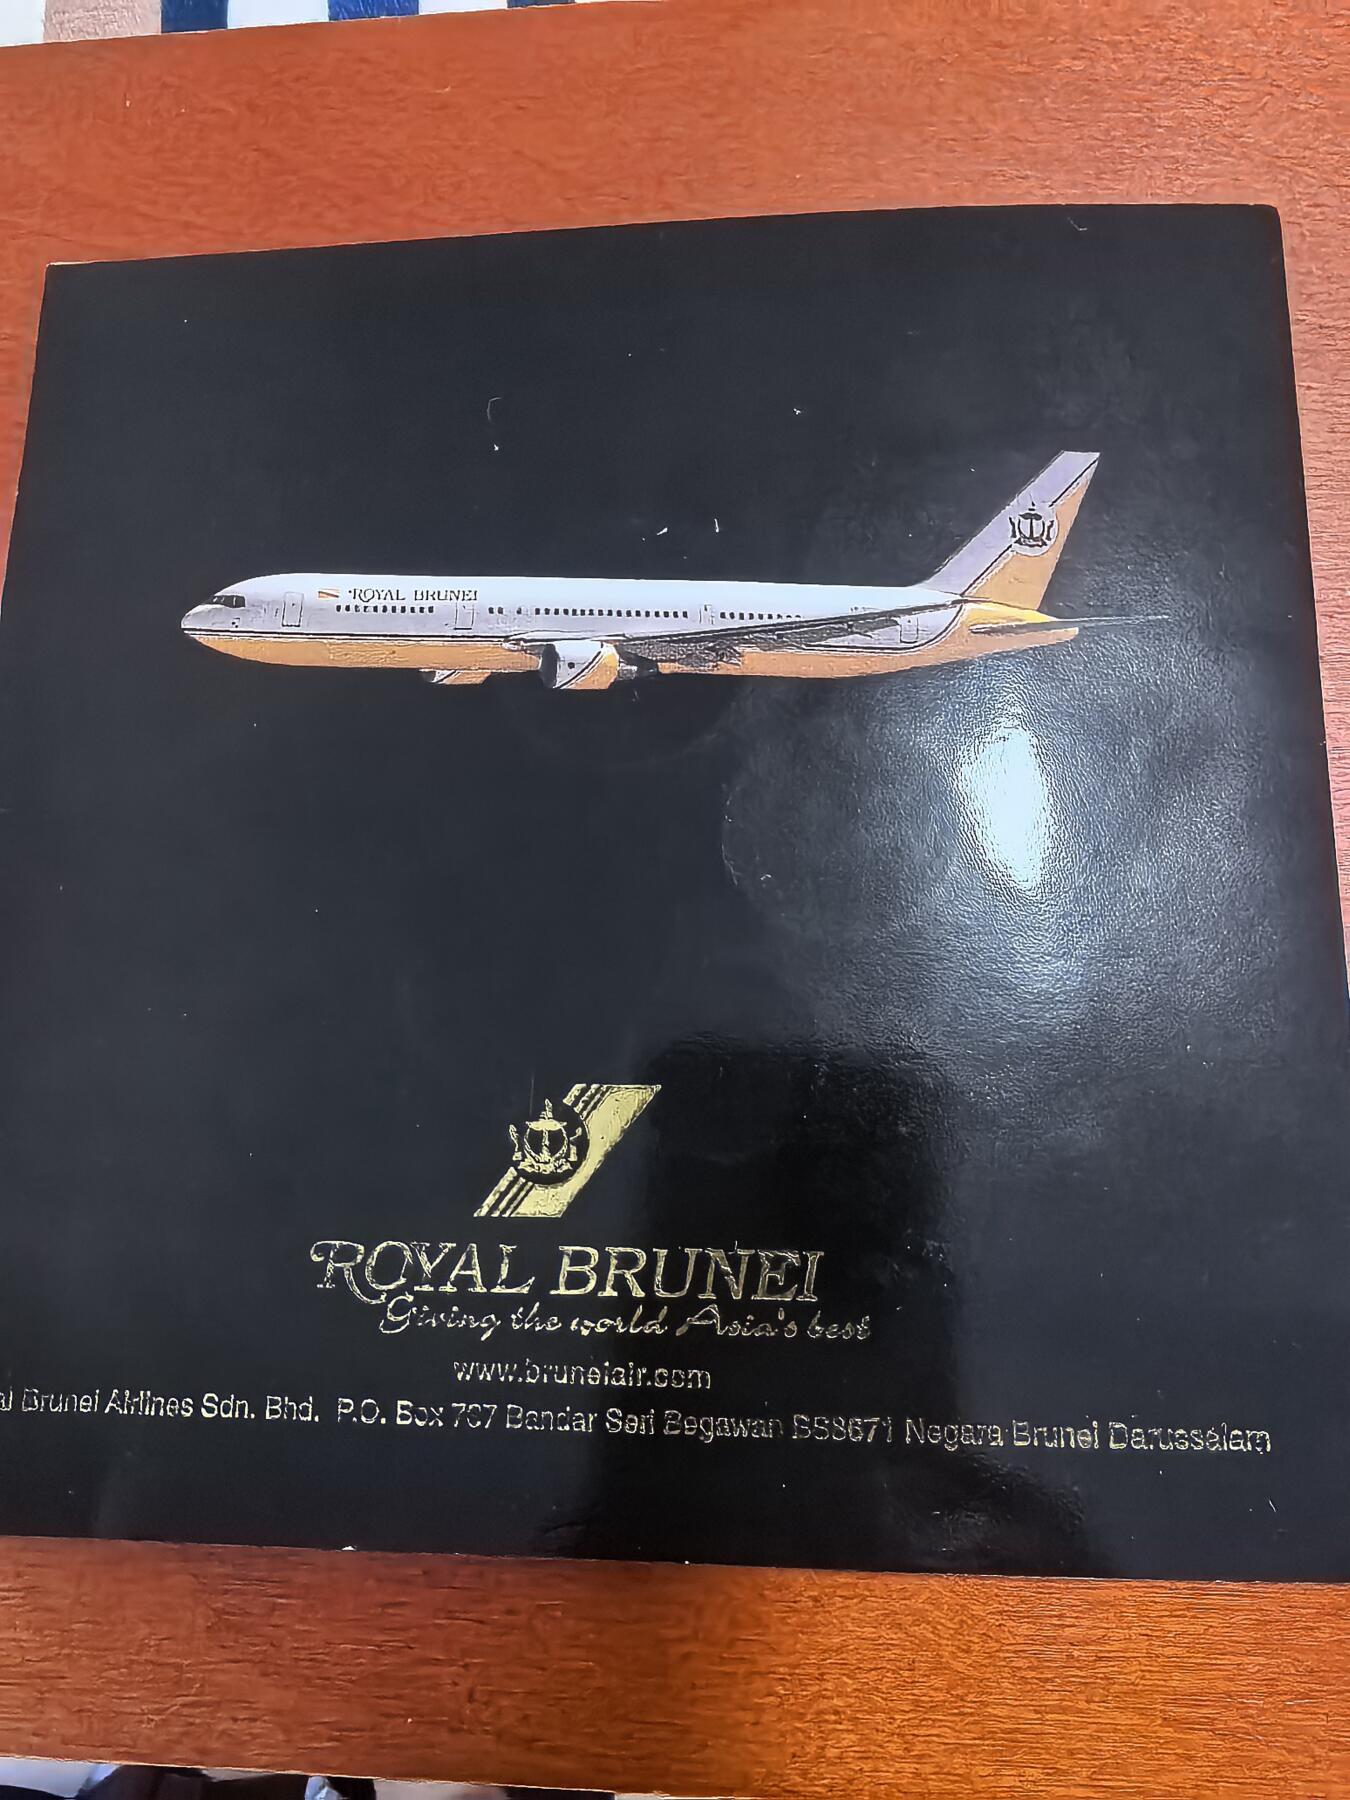 ROYAL BRUNEI
ROYAL BRUNEI
Giving the world Asia's best
www.bruneiair.com
al Brunei Airlines Sdn. Bhd. P.O. Box 737 Bandar Seri Begawan BS8671 Negara Brunei Darussalam